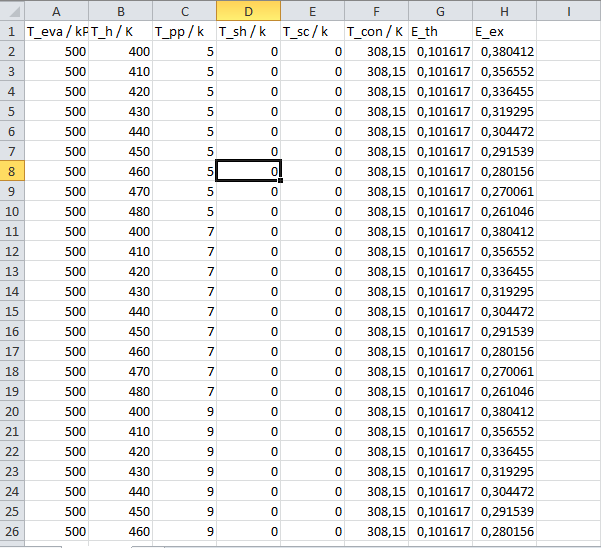 A B C D E F G H I
1 T_eva / kP T_h / K T_pp / k T_sh / k T_sc / k T_con / K E_th E_ex
2 500 400 5 0 0 308,15 0,101617 0,380412
3 500 410 5 0 0 308,15 0,101617 0,356552
4 500 420 5 0 0 308,15 0,101617 0,336455
5 500 430 5 0 0 308,15 0,101617 0,319295
6 500 440 5 0 0 308,15 0,101617 0,304472
7 500 450 5 0 0 308,15 0,101617 0,291539
8 500 460 5 0 0 308,15 0,101617 0,280156
9 500 470 5 0 0 308,15 0,101617 0,270061
10 500 480 5 0 0 308,15 0,101617 0,261046
11 500 400 7 0 0 308,15 0,101617 0,380412
12 500 410 7 0 0 308,15 0,101617 0,356552
13 500 420 7 0 0 308,15 0,101617 0,336455
14 500 430 7 0 0 308,15 0,101617 0,319295
15 500 440 7 0 0 308,15 0,101617 0,304472
16 500 450 7 0 0 308,15 0,101617 0,291539
17 500 460 7 0 0 308,15 0,101617 0,280156
18 500 470 7 0 0 308,15 0,101617 0,270061
19 500 480 7 0 0 308,15 0,101617 0,261046
20 500 400 9 0 0 308,15 0,101617 0,380412
21 500 410 9 0 0 308,15 0,101617 0,356552
22 500 420 9 0 0 308,15 0,101617 0,336455
23 500 430 9 0 0 308,15 0,101617 0,319295
24 500 440 9 0 0 308,15 0,101617 0,304472
25 500 450 9 0 0 308,15 0,101617 0,291539
26 500 460 9 0 0 308,15 0,101617 0,280156